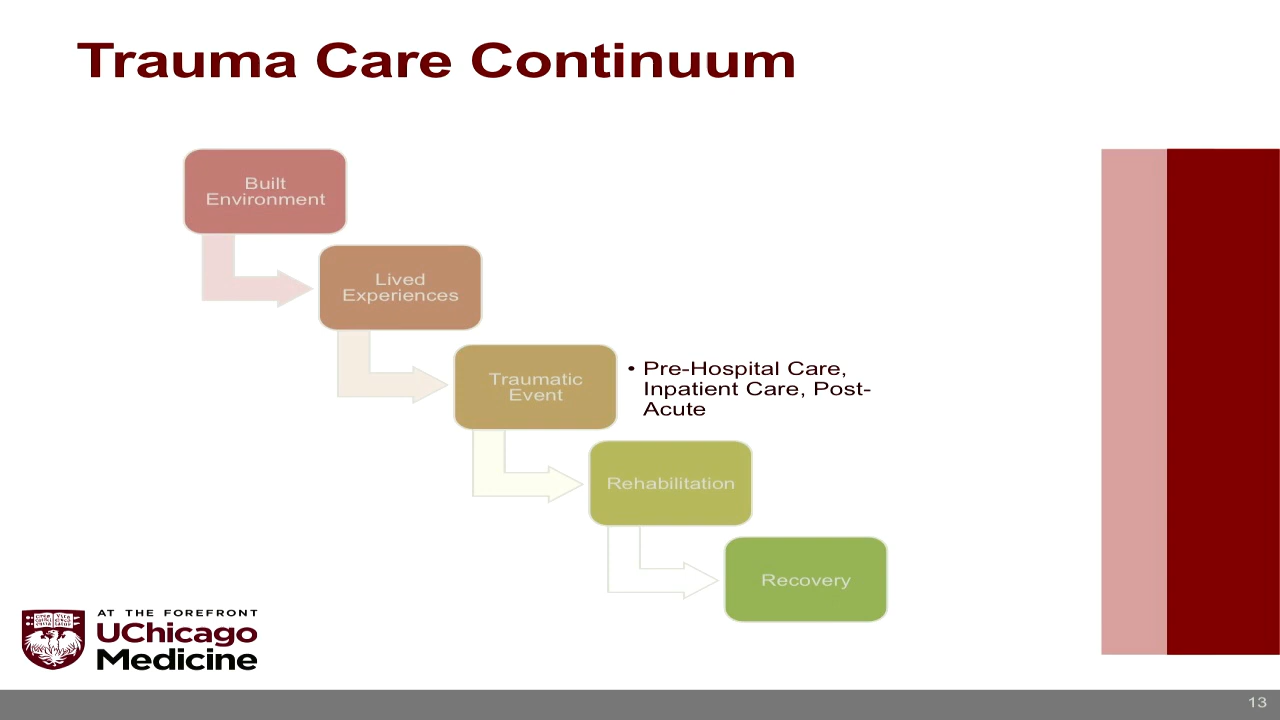 Trauma Care Continuum
Built
Environment
Lived
Experiences
Traumatic
Event
• Pre-Hospital Care,
Inpatient Care, Post-
Acute
Rehabilitation
Recovery
AT THE FOREFRONT
UChicago
Medicine
13